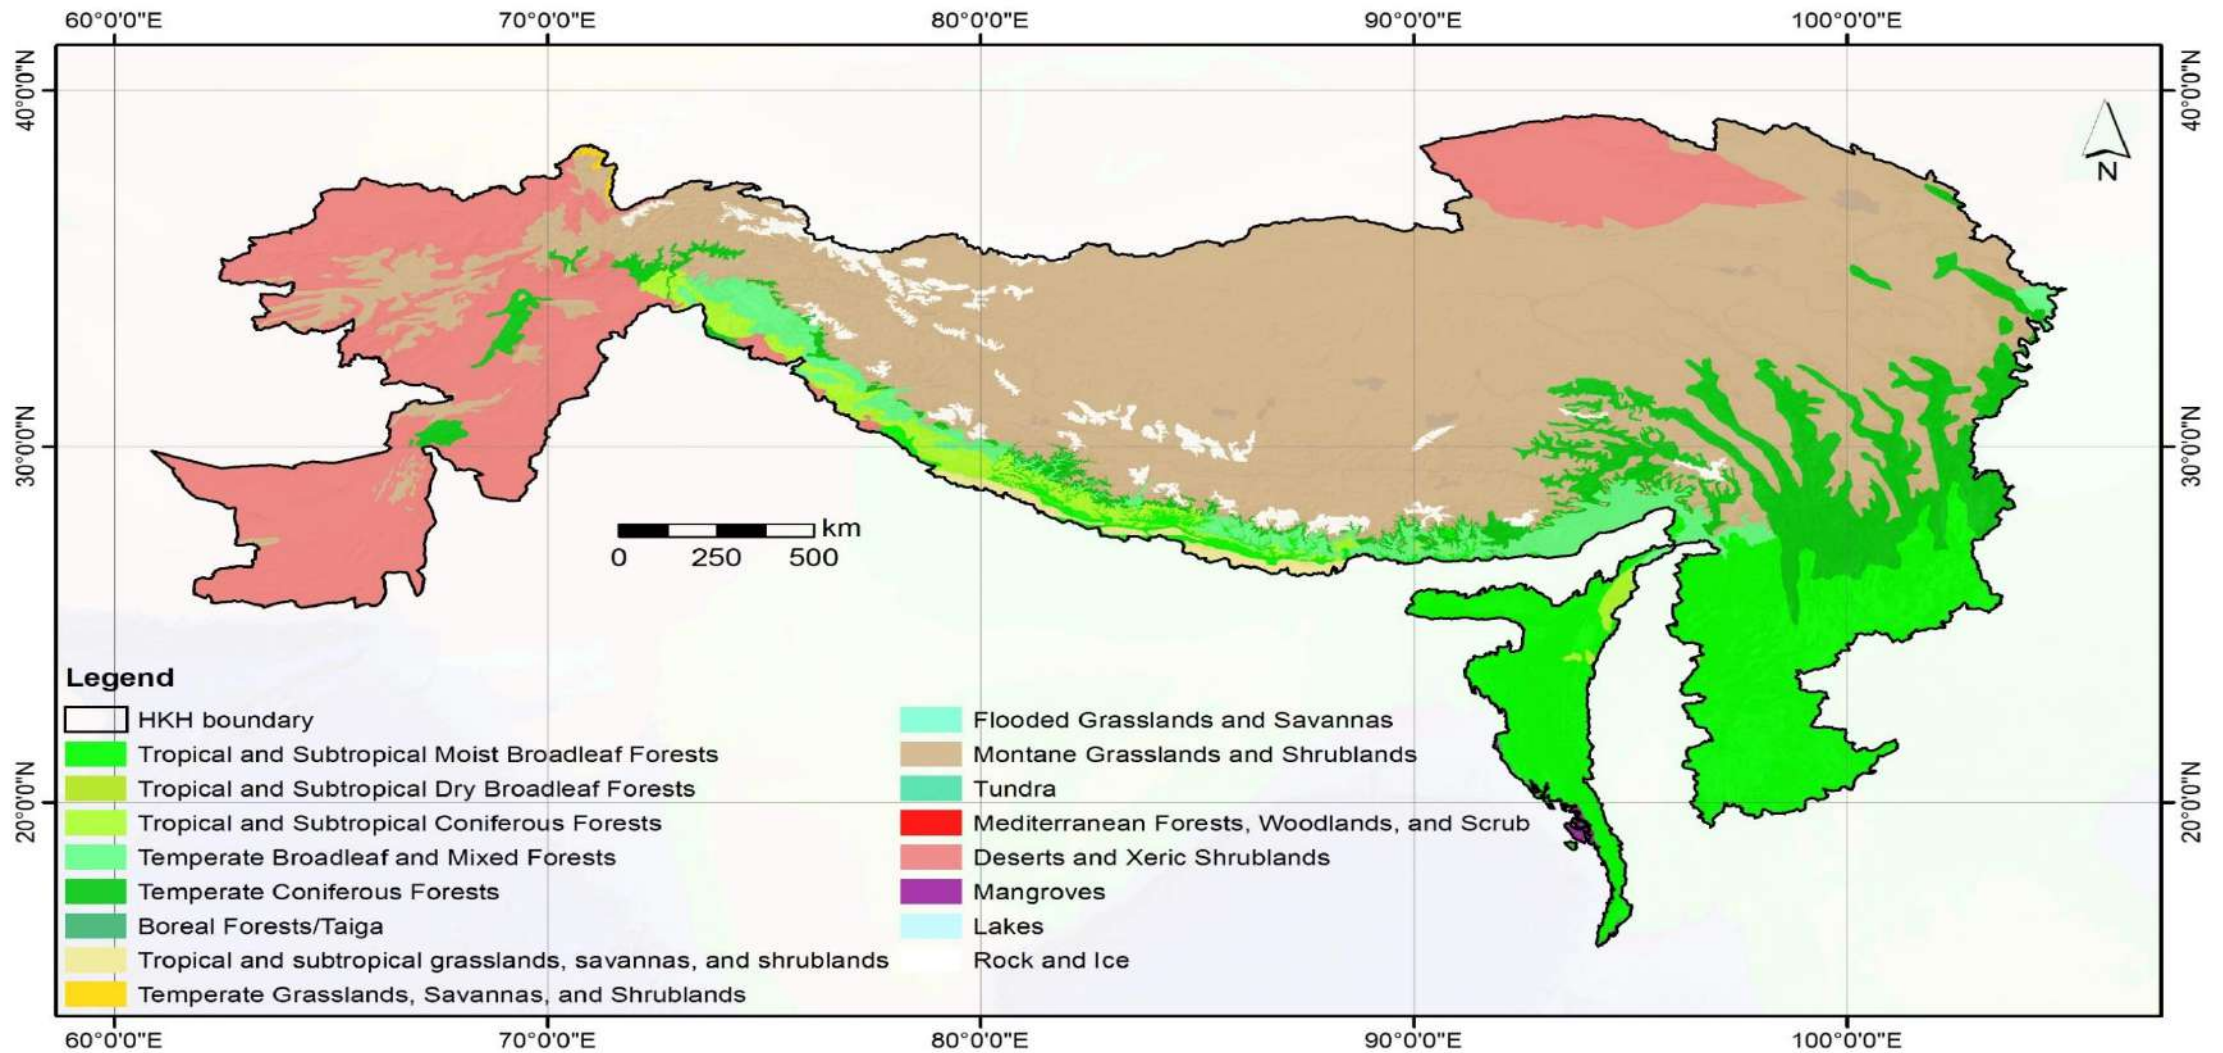 60°0'0"E 70°0'0"E 80°0'0"E 90°0'0"E 100°0'0"E
40°0'0"N 40°0'0"N
N
30°0'0"N 30°0'0"N
km
0 250 500
20°0'0"N 20°0'0"N
Legend
HKH boundary
Tropical and Subtropical Moist Broadleaf Forests
Tropical and Subtropical Dry Broadleaf Forests
Tropical and Subtropical Coniferous Forests
Temperate Broadleaf and Mixed Forests
Temperate Coniferous Forests
Boreal Forests/Taiga
Tropical and subtropical grasslands, savannas, and shrublands
Temperate Grasslands, Savannas, and Shrublands
Flooded Grasslands and Savannas
Montane Grasslands and Shrublands
Tundra
Mediterranean Forests, Woodlands, and Scrub
Deserts and Xeric Shrublands
Mangroves
Lakes
Rock and Ice
60°0'0"E 70°0'0"E 80°0'0"E 90°0'0"E 100°0'0"E